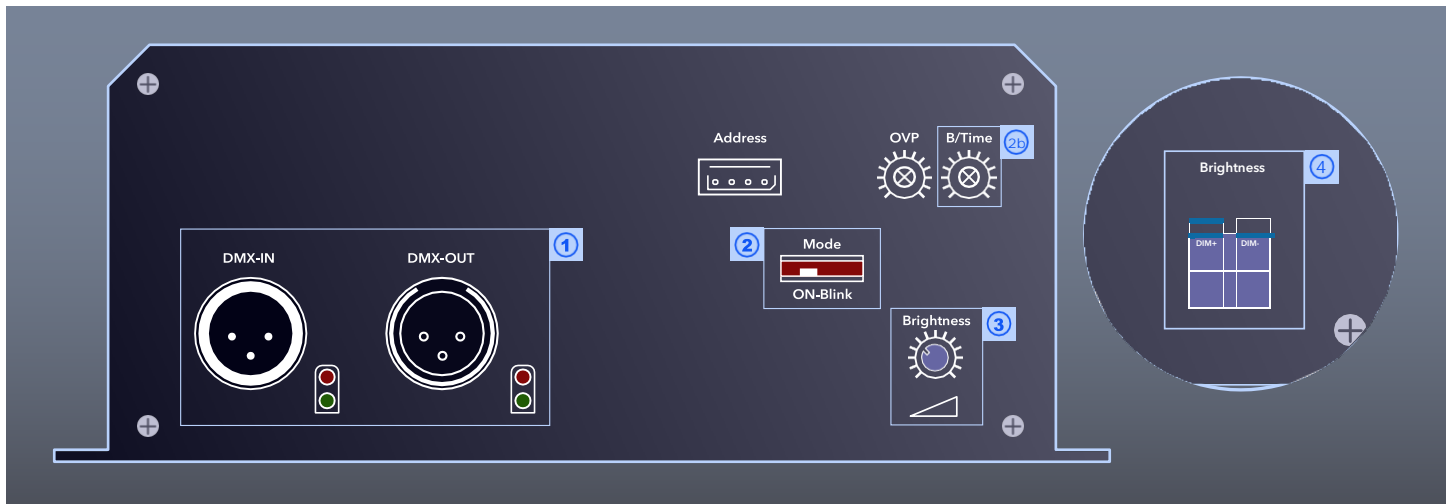 Address
OVP
B/Time
2b
DMX-IN
DMX-OUT
1
2
Mode
ON-Blink
Brightness
3
Brightness
4
DIM+
DIM-